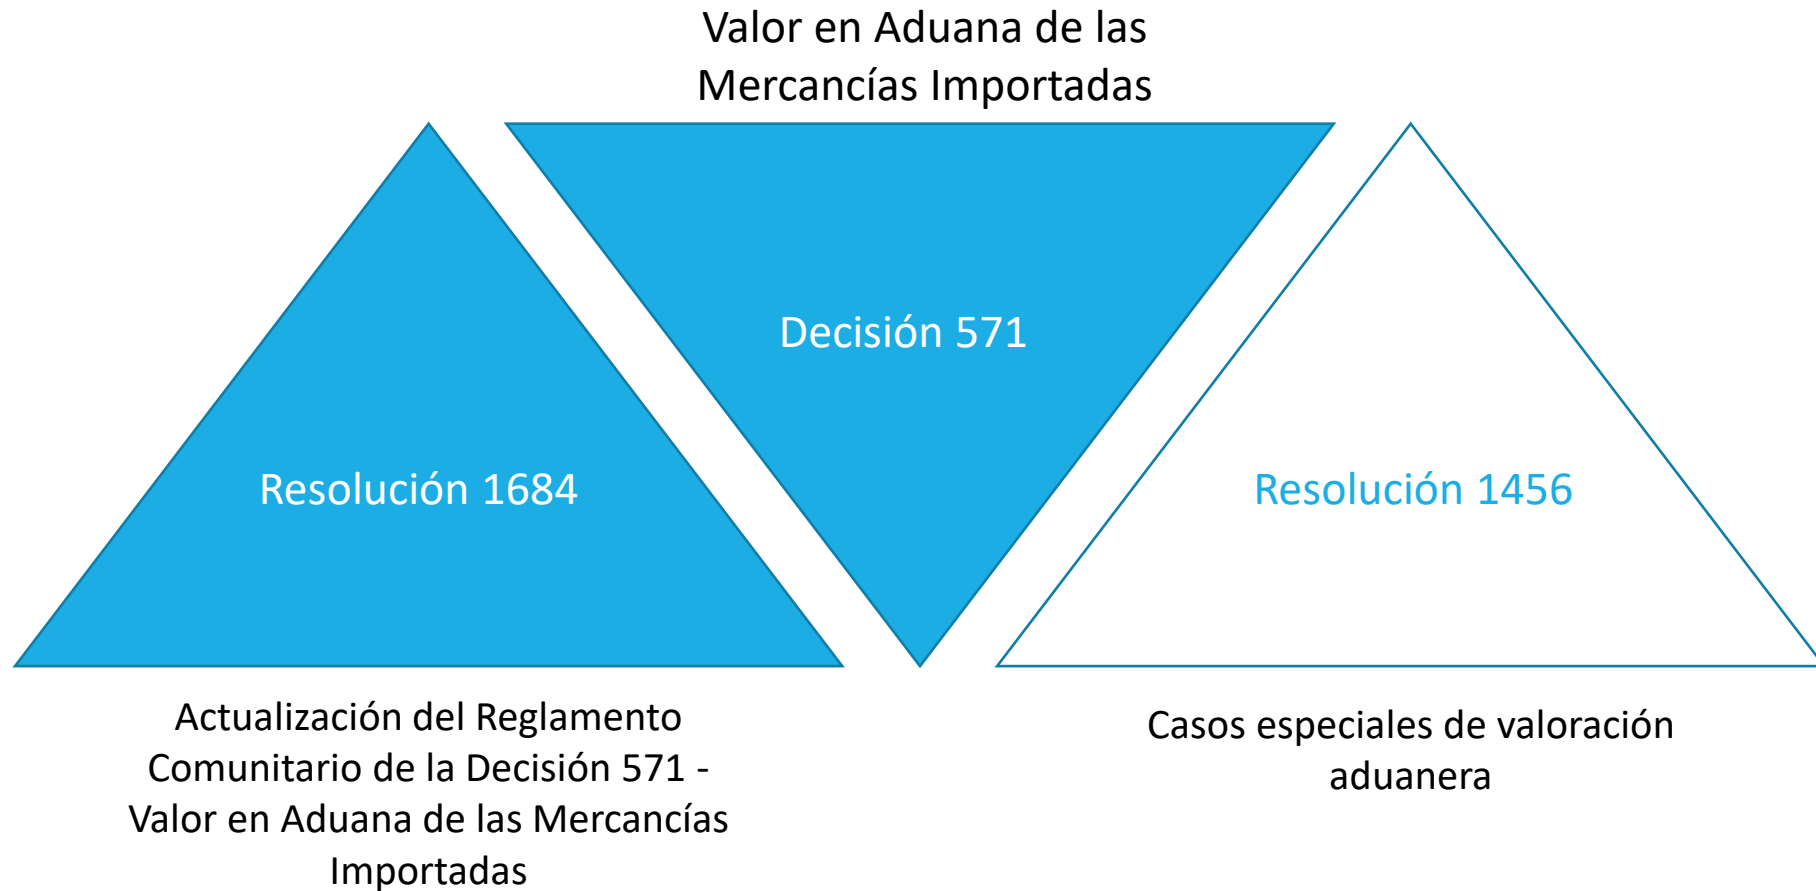 Valor en Aduana de las
Mercancías Importadas
Decisión 571
Resolución 1684
Resolución 1456
Actualización del Reglamento
Comunitario de la Decisión 571 -
Valor en Aduana de las Mercancías
Importadas
Casos especiales de valoración
aduanera